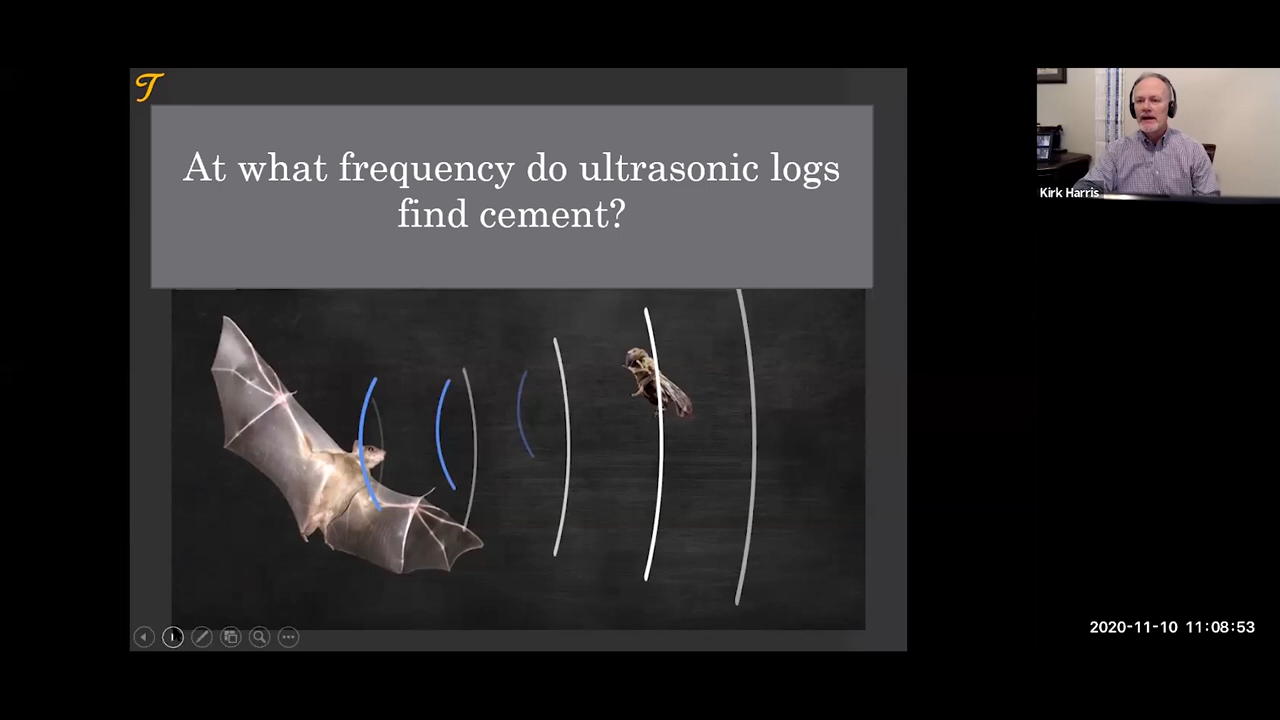 T
At what frequency do ultrasonic logs
find cement?
Kirk Harris
2020-11-10 11:08:53